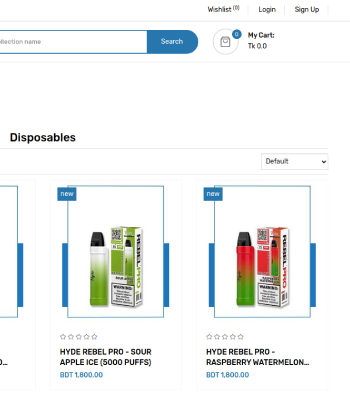 Wishlist (0) Login Sign Up
ollection name
Search
0
My Cart:
Tk 0.0
Disposables
Default
new
new
REBEL PRO
WARNING:
REBEL PRO
WARNING:
HYDE REBEL PRO - SOUR
APPLE ICE (5000 PUFFS)
BDT 1,800.00
HYDE REBEL PRO -
RASPBERRY WATERMELON...
BDT 1,800.00